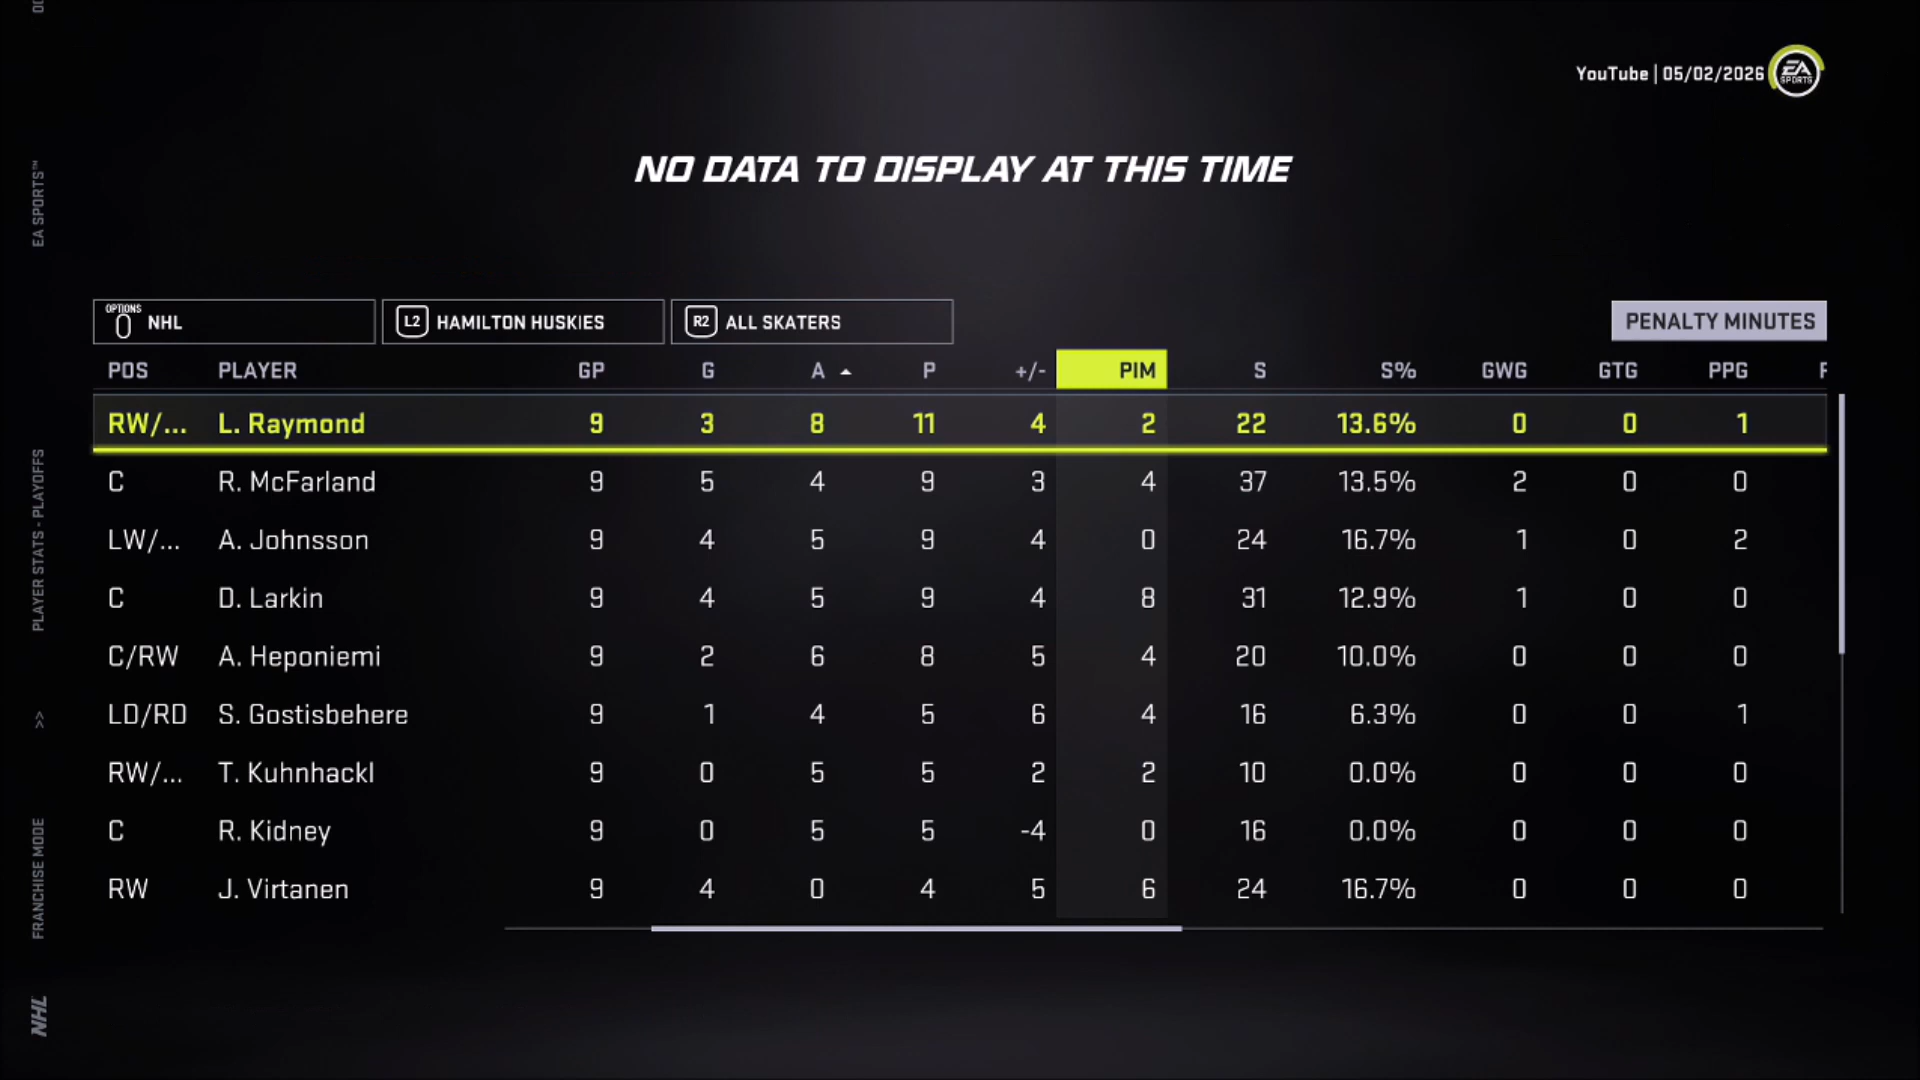 YouTube | 05/02/2026
EA SPORTS
NO DATA TO DISPLAY AT THIS TIME
OPTIONS NHL L2 HAMILTON HUSKIES R2 ALL SKATERS PENALTY MINUTES
POS PLAYER GP G A P +/- PIM S S% GWG GTG PPG
RW/... L. Raymond 9 3 8 11 4 2 22 13.6% 0 0 1
C R. McFarland 9 5 4 9 3 4 37 13.5% 2 0 0
LW/... A. Johnsson 9 4 5 9 4 0 24 16.7% 1 0 2
C D. Larkin 9 4 5 9 4 8 31 12.9% 1 0 0
C/RW A. Heponiemi 9 2 6 8 5 4 20 10.0% 0 0 0
LD/RD S. Gostisbehere 9 1 4 5 6 4 16 6.3% 0 0 1
RW/... T. Kuhnhackl 9 0 5 5 2 2 10 0.0% 0 0 0
C R. Kidney 9 0 5 5 -4 0 16 0.0% 0 0 0
RW J. Virtanen 9 4 0 4 5 6 24 16.7% 0 0 0
NHL FRANCHISE MODE >> PLAYER STATS - PLAYOFFS EA SPORTS™